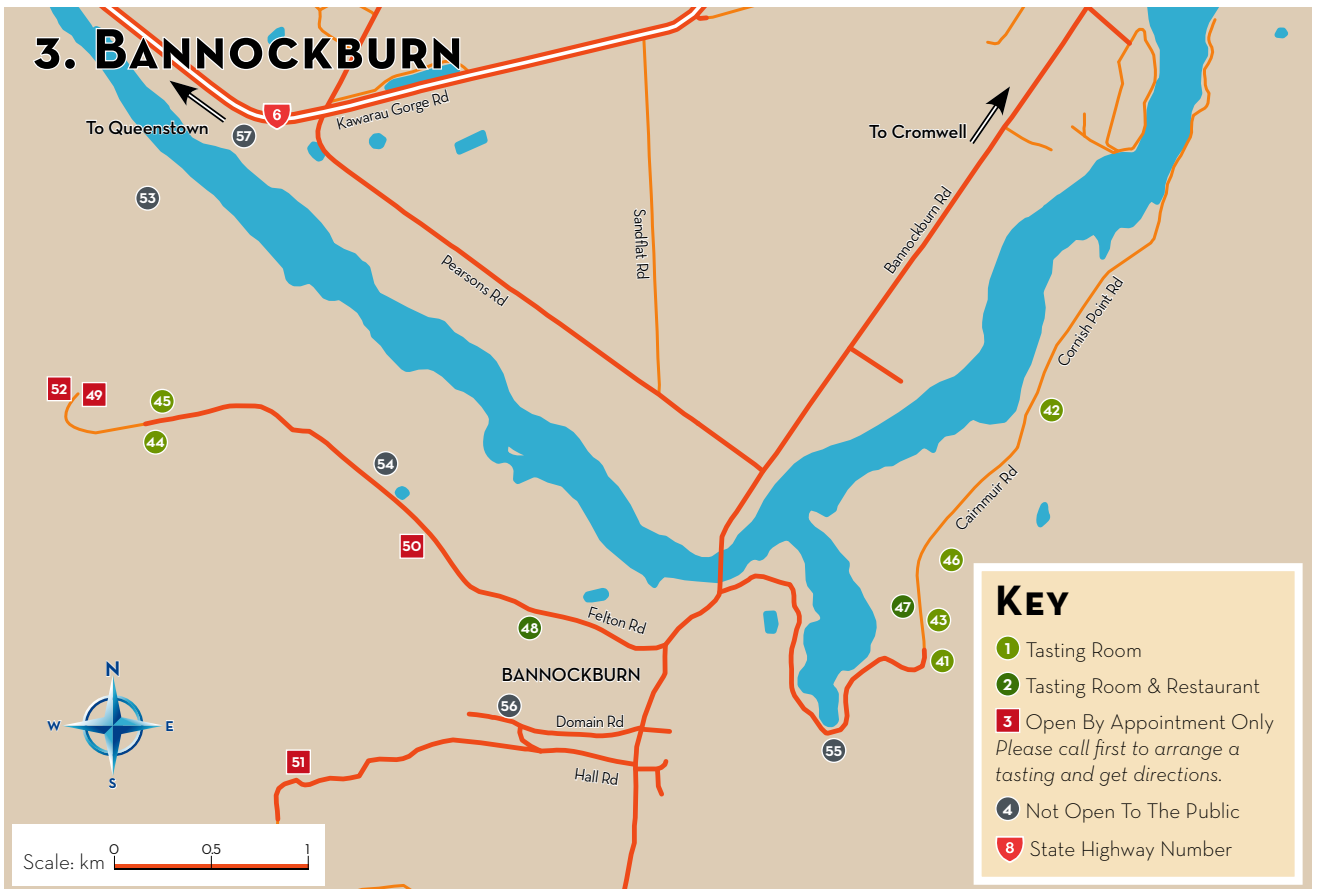 3. BANNOCKBURN
To Queenstown
6
57
Kawarau Gorge Rd
To Cromwell
53
Sandflat Rd
Bannockburn Rd
Pearsons Rd
Cornish Point Rd
52
49
45
44
42
54
Cairnmuir Rd
50
46
47
43
41
Felton Rd
48
BANNOCKBURN
56
Domain Rd
55
51
Hall Rd
N
W
E
S
Scale: km
0
0.5
1
KEY
1 Tasting Room
2 Tasting Room & Restaurant
3 Open By Appointment Only
Please call first to arrange a
tasting and get directions.
4 Not Open To The Public
8 State Highway Number